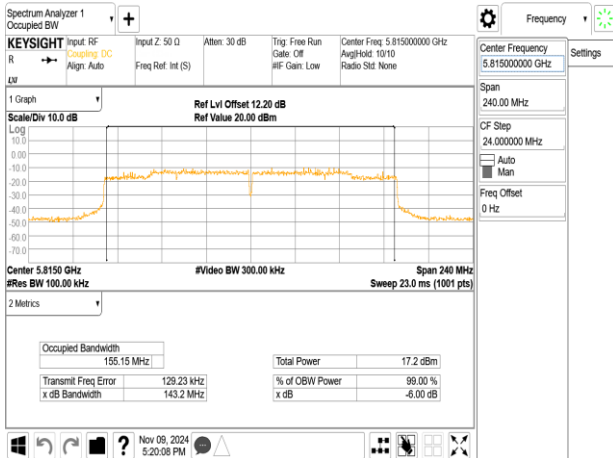 Spectrum Analyzer 1
Occupied BW
Frequency
KEYSIGHT
R
LXI
Input: RF
Coupling: DC
Align: Auto
Input Z: 50 Ω
Freq Ref: Int (S)
Atten: 30 dB
Trig: Free Run
Gate: Off
#IF Gain: Low
Center Freq: 5.815000000 GHz
Avg|Hold: 10/10
Radio Std: None
Center Frequency
5.815000000 GHz
Settings
Span
240.00 MHz
CF Step
24.000000 MHz
Auto
Man
Freq Offset
0 Hz
1 Graph
Scale/Div 10.0 dB
Ref Lvl Offset 12.20 dB
Ref Value 20.00 dBm
Log
10.0
0.00
-10.0
-20.0
-30.0
-40.0
-50.0
-60.0
-70.0
Center 5.8150 GHz
#Video BW 300.00 kHz
Span 240 MHz
#Res BW 100.00 kHz
Sweep 23.0 ms (1001 pts)
2 Metrics
Occupied Bandwidth
155.15 MHz
Total Power 17.2 dBm
Transmit Freq Error 129.23 kHz
% of OBW Power 99.00 %
x dB Bandwidth 143.2 MHz
x dB -6.00 dB
?
Nov 09, 2024
5:20:08 PM